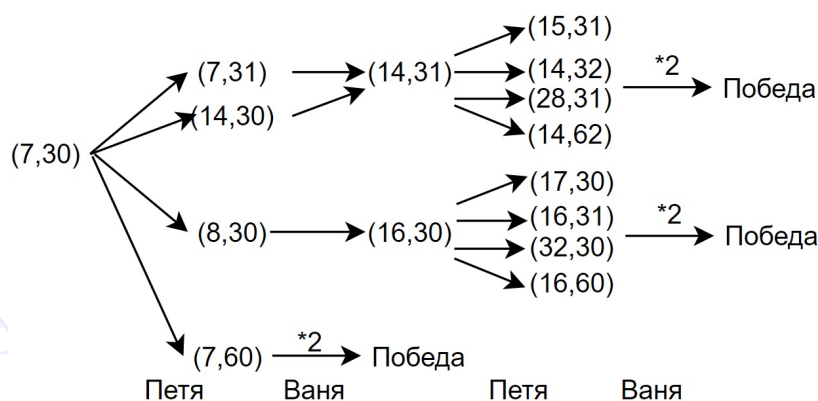 (15,31)
(7,31) (14,31) (14,32) *2 Победа
(14,30) (28,31)
(14,62)
(7,30)
(17,30)
(8,30) (16,30) (16,31) *2 Победа
(32,30)
(16,60)
(7,60) *2 Победа
Петя Ваня Петя Ваня